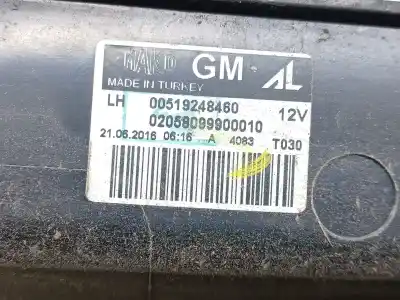 GM AL
MADE IN TURKEY
LH 00519248460 12V
02058099900010
21.06.2016 06:16 A 4083 T030